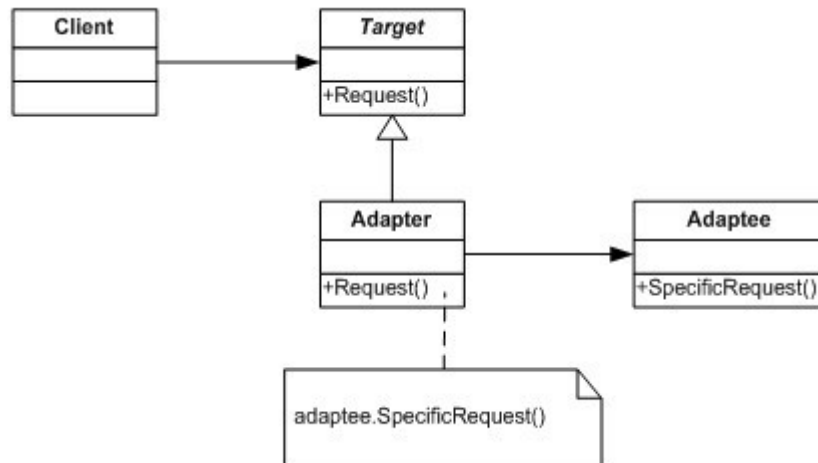 Client
Target
+Request()
Adapter
+Request()
Adaptee
+SpecificRequest()
adaptee.SpecificRequest()